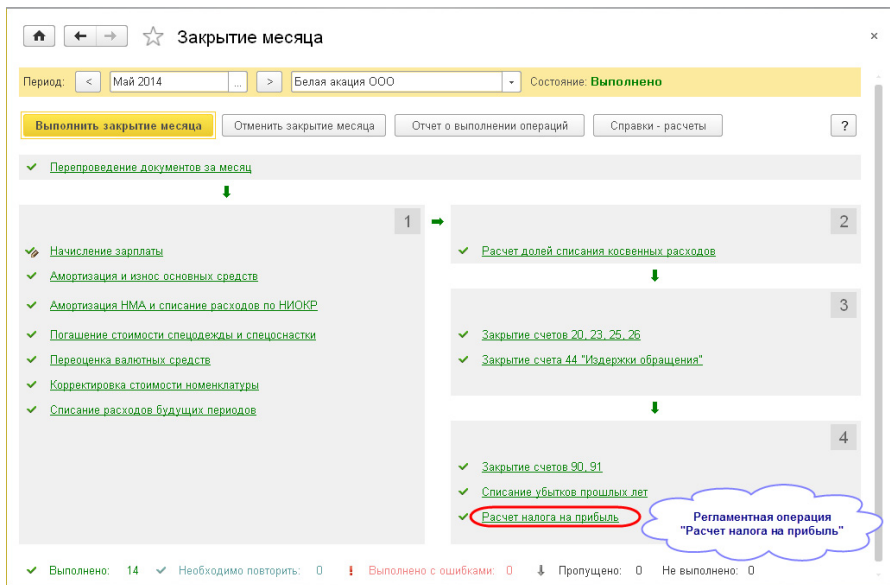 Закрытие месяца
Период: < Май 2014 ... > Белая акация ООО Состояние: Выполнено
Выполнить закрытие месяца Отменить закрытие месяца Отчет о выполнении операций Справки - расчеты ?
Перепроведение документов за месяц
1
Начисление зарплаты
Амортизация и износ основных средств
Амортизация НМА и списание расходов по НИОКР
Погашение стоимости спецодежды и спецоснастки
Переоценка валютных средств
Корректировка стоимости номенклатуры
Списание расходов будущих периодов
2
Расчет долей списания косвенных расходов
3
Закрытие счетов 20, 23, 25, 26
Закрытие счета 44 "Издержки обращения"
4
Закрытие счетов 90, 91
Списание убытков прошлых лет
Расчет налога на прибыль
Регламентная операция
"Расчет налога на прибыль"
Выполнено: 14 Необходимо повторить: 0 Выполнено с ошибками: 0 Пропущено: 0 Не выполнено: 0